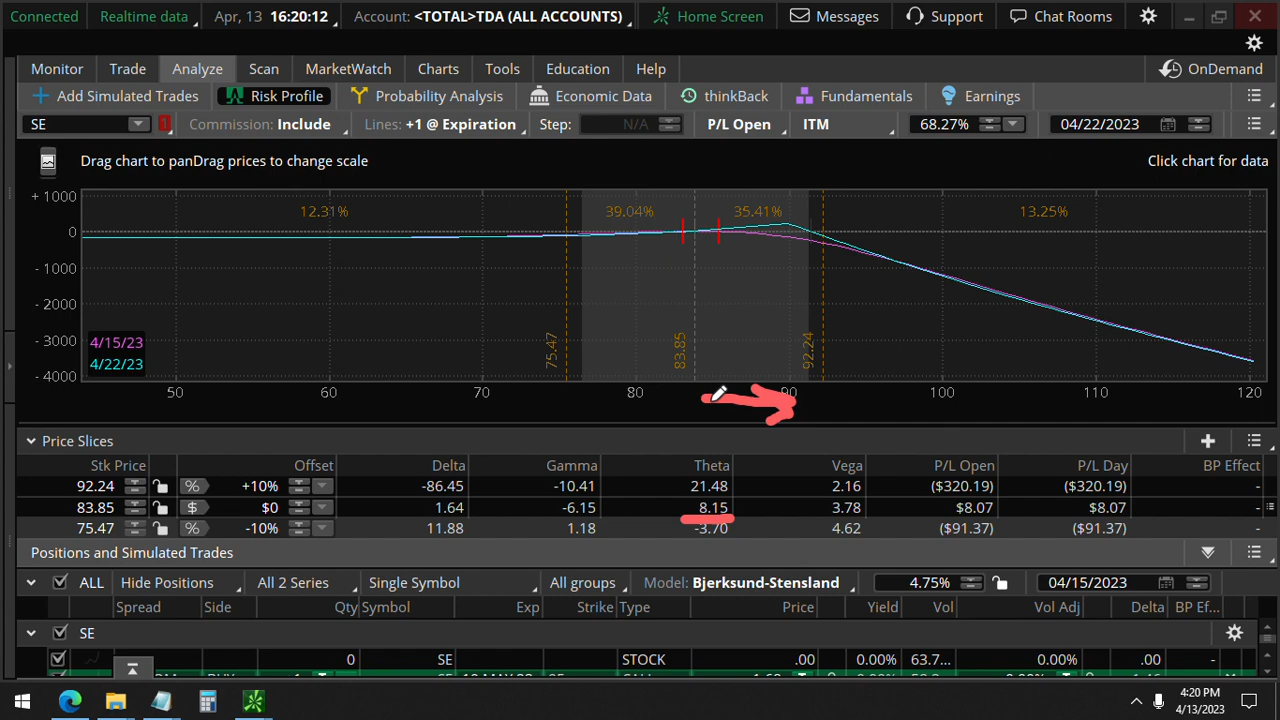 Connected Realtime data Apr, 13 16:20:12 Account: <TOTAL>TDA (ALL ACCOUNTS) Home Screen Messages Support Chat Rooms
Monitor Trade Analyze Scan MarketWatch Charts Tools Education Help OnDemand
Add Simulated Trades Risk Profile Probability Analysis Economic Data thinkBack Fundamentals Earnings
SE 1 Commission: Include Lines: +1 @ Expiration Step: N/A P/L Open ITM 68.27% 04/22/2023
Drag chart to panDrag prices to change scale Click chart for data
+ 1000
12.31% 39.04% 35.41% 13.25%
0
- 1000
- 2000
- 3000
- 4000
75.47 83.85 92.24
4/15/23
4/22/23
50 60 70 80 90 100 110 120
Price Slices
Stk Price Offset Delta Gamma Theta Vega P/L Open P/L Day BP Effect
92.24 % +10% -86.45 -10.41 21.48 2.16 ($320.19) ($320.19) -
83.85 $ $0 1.64 -6.15 8.15 3.78 $8.07 $8.07 -
75.47 % -10% 11.88 1.18 -3.70 4.62 ($91.37) ($91.37) -
Positions and Simulated Trades
ALL Hide Positions All 2 Series Single Symbol All groups Model: Bjerksund-Stensland 4.75% 04/15/2023
Spread Side Qty Symbol Exp Strike Type Price Yield Vol Vol Adj Delta BP Ef...
SE
0 SE STOCK .00 0.00% 63.7... 0.00% .00 -
4:20 PM
4/13/2023